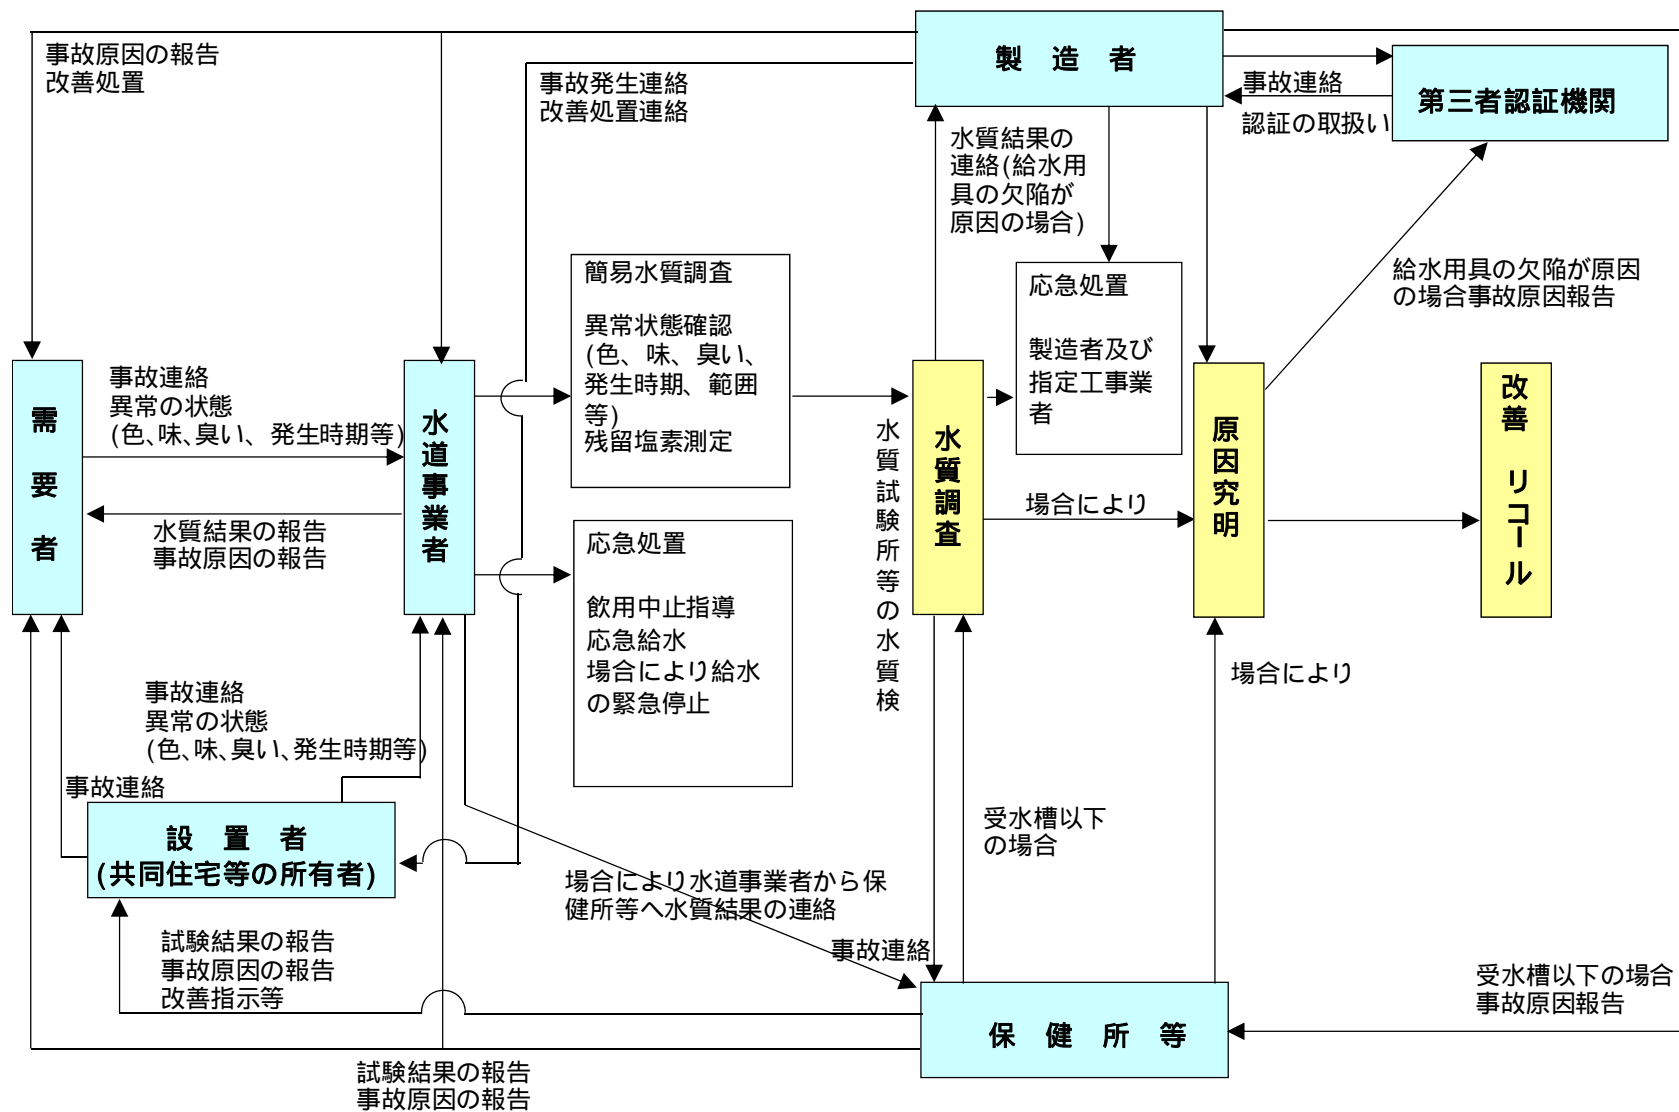 製 造 者
事故原因の報告
改善処置
事故発生連絡
改善処置連絡
事故連絡
認証の取扱い
第三者認証機関
水質結果の
連絡(給水用
具の欠陥が
原因の場合)
簡易水質調査
異常状態確認
(色、味、臭い、
発生時期、範囲
等)
残留塩素測定
応急処置
製造者及び
指定工事業
者
給水用具の欠陥が原因
の場合事故原因報告
需要者
事故連絡
異常の状態
(色、味、臭い、発生時期等)
水道事業者
水質結果の報告
事故原因の報告
応急処置
飲用中止指導
応急給水
場合により給水
の緊急停止
水質試験所等の水質検
水質調査
場合により
原因究明
改善 リコール
場合により
事故連絡
異常の状態
(色、味、臭い、発生時期等)
事故連絡
設 置 者
(共同住宅等の所有者)
受水槽以下
の場合
場合により水道事業者から保
健所等へ水質結果の連絡
事故連絡
試験結果の報告
事故原因の報告
改善指示等
受水槽以下の場合
事故原因報告
保 健 所 等
試験結果の報告
事故原因の報告